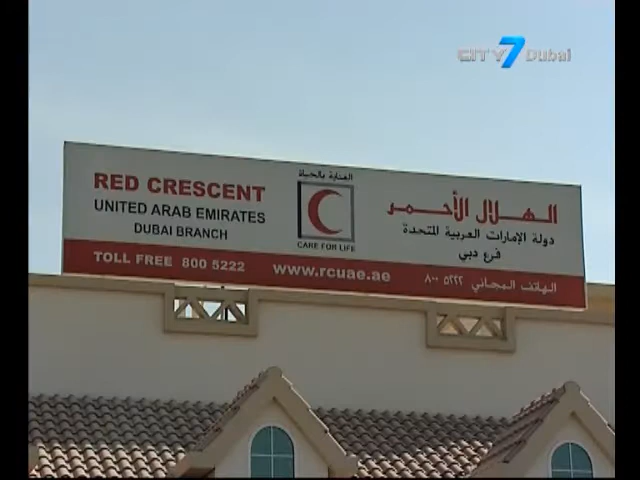 CITY 7 Dubai
RED CRESCENT
UNITED ARAB EMIRATES
DUBAI BRANCH
العناية بالحياة
CARE FOR LIFE
الهلال الأحمر
دولة الإمارات العربية المتحدة
فرع دبي
TOLL FREE 800 5222
www.rcuae.ae
الهاتف المجاني ٥٢٢٢ ٨٠٠